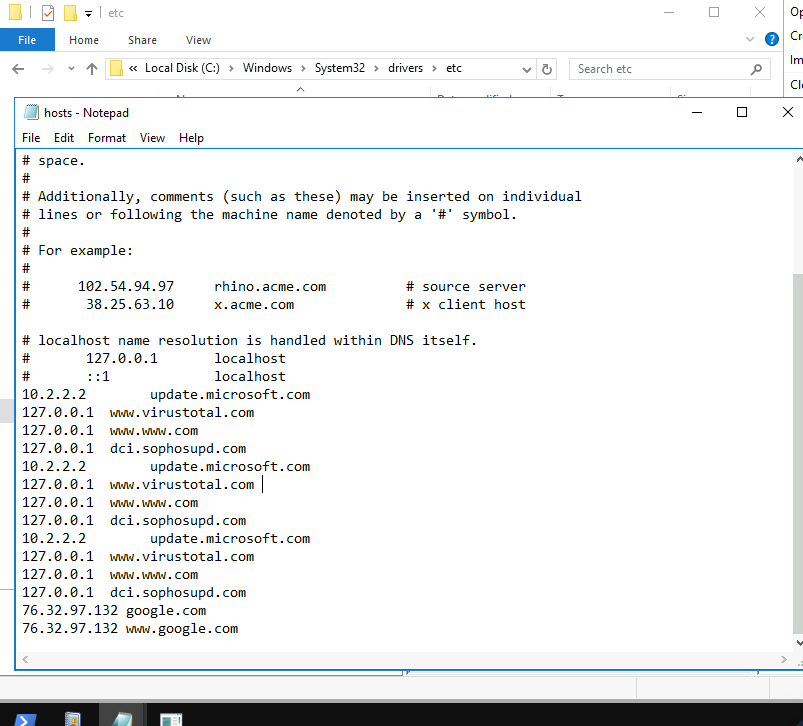 etc
File Home Share View
« Local Disk (C:) › Windows › System32 › drivers › etc
Search etc
hosts - Notepad
File Edit Format View Help
# space.
#
# Additionally, comments (such as these) may be inserted on individual
# lines or following the machine name denoted by a '#' symbol.
#
# For example:
#
#      102.54.94.97     rhino.acme.com          # source server
#       38.25.63.10     x.acme.com              # x client host
# localhost name resolution is handled within DNS itself.
#       127.0.0.1       localhost
#       ::1             localhost
10.2.2.2        update.microsoft.com
127.0.0.1  www.virustotal.com
127.0.0.1  www.www.com
127.0.0.1  dci.sophosupd.com
10.2.2.2        update.microsoft.com
127.0.0.1  www.virustotal.com
127.0.0.1  www.www.com
127.0.0.1  dci.sophosupd.com
10.2.2.2        update.microsoft.com
127.0.0.1  www.virustotal.com
127.0.0.1  www.www.com
127.0.0.1  dci.sophosupd.com
76.32.97.132 google.com
76.32.97.132 www.google.com